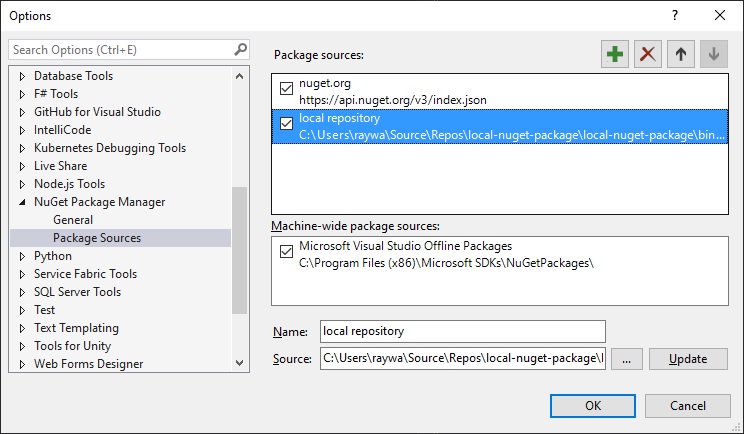 Options
?
Search Options (Ctrl+E)
Database Tools
F# Tools
GitHub for Visual Studio
IntelliCode
Kubernetes Debugging Tools
Live Share
Node.js Tools
NuGet Package Manager
General
Package Sources
Python
Service Fabric Tools
SQL Server Tools
Test
Text Templating
Tools for Unity
Web Forms Designer
Package sources:
nuget.org
https://api.nuget.org/v3/index.json
local repository
C:\Users\raywa\Source\Repos\local-nuget-package\local-nuget-package\bin...
Machine-wide package sources:
Microsoft Visual Studio Offline Packages
C:\Program Files (x86)\Microsoft SDKs\NuGetPackages\
Name: local repository
Source: C:\Users\raywa\Source\Repos\local-nuget-package\l ... Update
OK Cancel